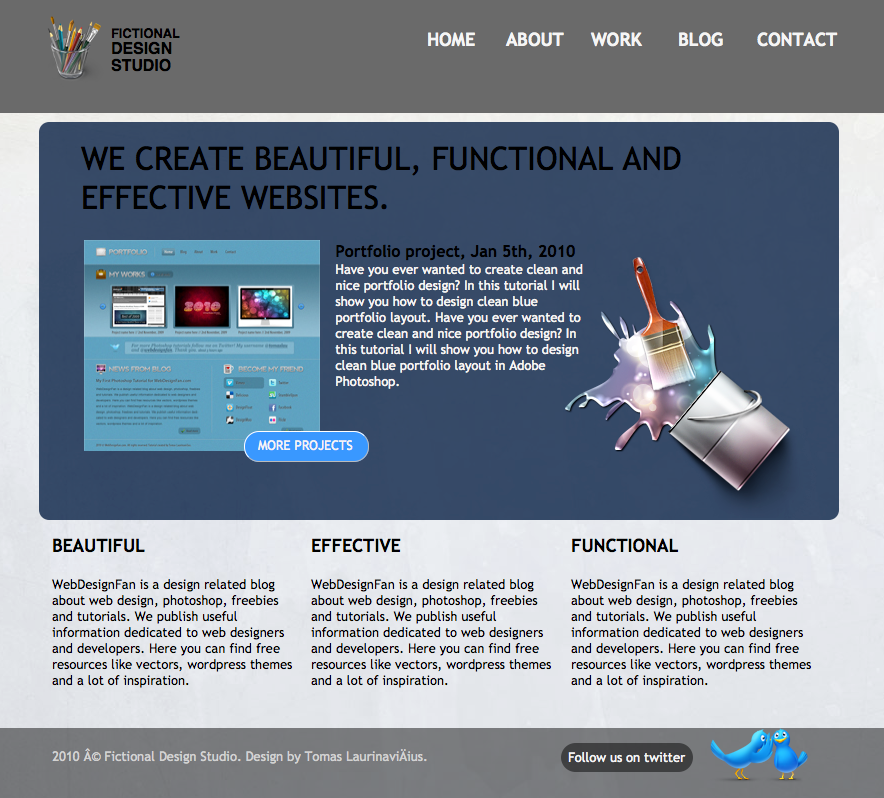 FICTIONAL
DESIGN
STUDIO
HOME ABOUT WORK BLOG CONTACT
WE CREATE BEAUTIFUL, FUNCTIONAL AND
EFFECTIVE WEBSITES.
PORTFOLIO
MY WORKS
2010
NEWS FROM BLOG
BECOME MY FRIEND
My First Photoshop Tutorial for WebDesignFan.com
Portfolio project, Jan 5th, 2010
Have you ever wanted to create clean and
nice portfolio design? In this tutorial I will
show you how to design clean blue
portfolio layout. Have you ever wanted to
create clean and nice portfolio design? In
this tutorial I will show you how to design
clean blue portfolio layout in Adobe
Photoshop.
MORE PROJECTS
BEAUTIFUL
WebDesignFan is a design related blog
about web design, photoshop, freebies
and tutorials. We publish useful
information dedicated to web designers
and developers. Here you can find free
resources like vectors, wordpress themes
and a lot of inspiration.
EFFECTIVE
WebDesignFan is a design related blog
about web design, photoshop, freebies
and tutorials. We publish useful
information dedicated to web designers
and developers. Here you can find free
resources like vectors, wordpress themes
and a lot of inspiration.
FUNCTIONAL
WebDesignFan is a design related blog
about web design, photoshop, freebies
and tutorials. We publish useful
information dedicated to web designers
and developers. Here you can find free
resources like vectors, wordpress themes
and a lot of inspiration.
2010 Â© Fictional Design Studio. Design by Tomas LaurinaviÄius.
Follow us on twitter